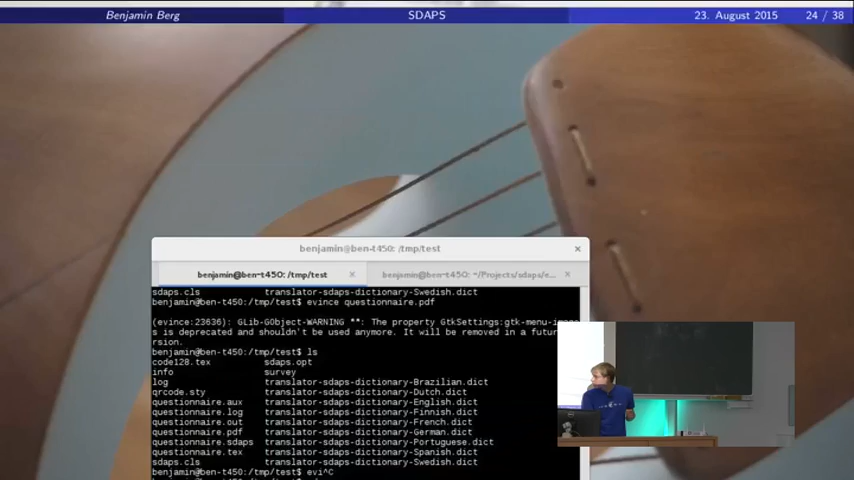 Benjamin Berg SDAPS 23. August 2015 24 / 38
benjamin@ben-t450: /tmp/test
benjamin@ben-t450: /tmp/test benjamin@ben-t450: ~/Projects/sdaps/e...
sdaps.cls translator-sdaps-dictionary-Swedish.dict
benjamin@ben-t450:/tmp/test$ evince questionnaire.pdf
(evince:23636): GLib-GObject-WARNING **: The property GtkSettings:gtk-menu-
s is deprecated and shouldn't be used anymore. It will be removed in a
rsion.
benjamin@ben-t450:/tmp/test$ ls
code128.tex sdaps.opt
info survey
log translator-sdaps-dictionary-Brazilian.dict
qrcode.sty translator-sdaps-dictionary-Dutch.dict
questionnaire.aux translator-sdaps-dictionary-English.dict
questionnaire.log translator-sdaps-dictionary-Finnish.dict
questionnaire.out translator-sdaps-dictionary-French.dict
questionnaire.pdf translator-sdaps-dictionary-German.dict
questionnaire.sdaps translator-sdaps-dictionary-Portuguese.dict
questionnaire.tex translator-sdaps-dictionary-Spanish.dict
sdaps.cls translator-sdaps-dictionary-Swedish.dict
benjamin@ben-t450:/tmp/test$ evi^C